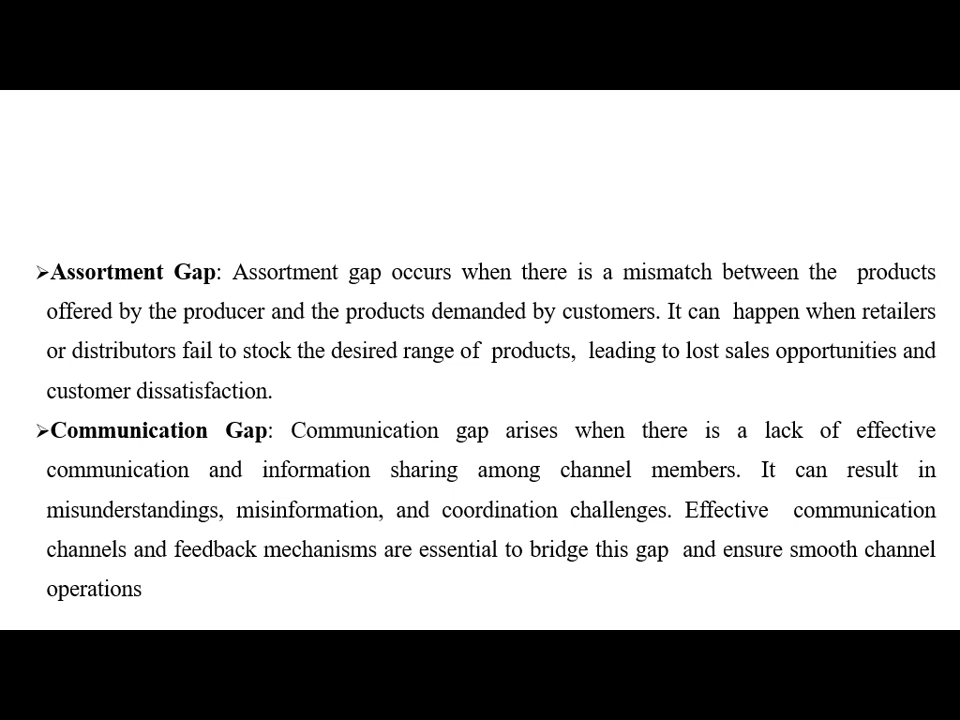 ➢Assortment Gap: Assortment gap occurs when there is a mismatch between the products
offered by the producer and the products demanded by customers. It can happen when retailers
or distributors fail to stock the desired range of products, leading to lost sales opportunities and
customer dissatisfaction.
➢Communication Gap: Communication gap arises when there is a lack of effective
communication and information sharing among channel members. It can result in
misunderstandings, misinformation, and coordination challenges. Effective communication
channels and feedback mechanisms are essential to bridge this gap and ensure smooth channel
operations